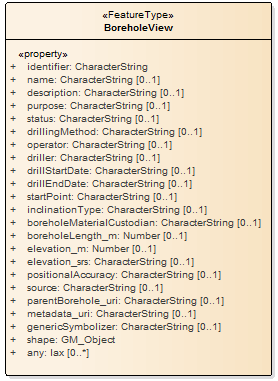 «FeatureType»
BoreholeView
«property»
+ identifier: CharacterString
+ name: CharacterString [0..1]
+ description: CharacterString [0..1]
+ purpose: CharacterString [0..1]
+ status: CharacterString [0..1]
+ drillingMethod: CharacterString [0..1]
+ operator: CharacterString [0..1]
+ driller: CharacterString [0..1]
+ drillStartDate: CharacterString [0..1]
+ drillEndDate: CharacterString [0..1]
+ startPoint: CharacterString [0..1]
+ inclinationType: CharacterString [0..1]
+ boreholeMaterialCustodian: CharacterString [0..1]
+ boreholeLength_m: Number [0..1]
+ elevation_m: Number [0..1]
+ elevation_srs: CharacterString [0..1]
+ positionalAccuracy: CharacterString [0..1]
+ source: CharacterString [0..1]
+ parentBorehole_uri: CharacterString [0..1]
+ metadata_uri: CharacterString [0..1]
+ genericSymbolizer: CharacterString [0..1]
+ shape: GM_Object
+ any: lax [0..*]